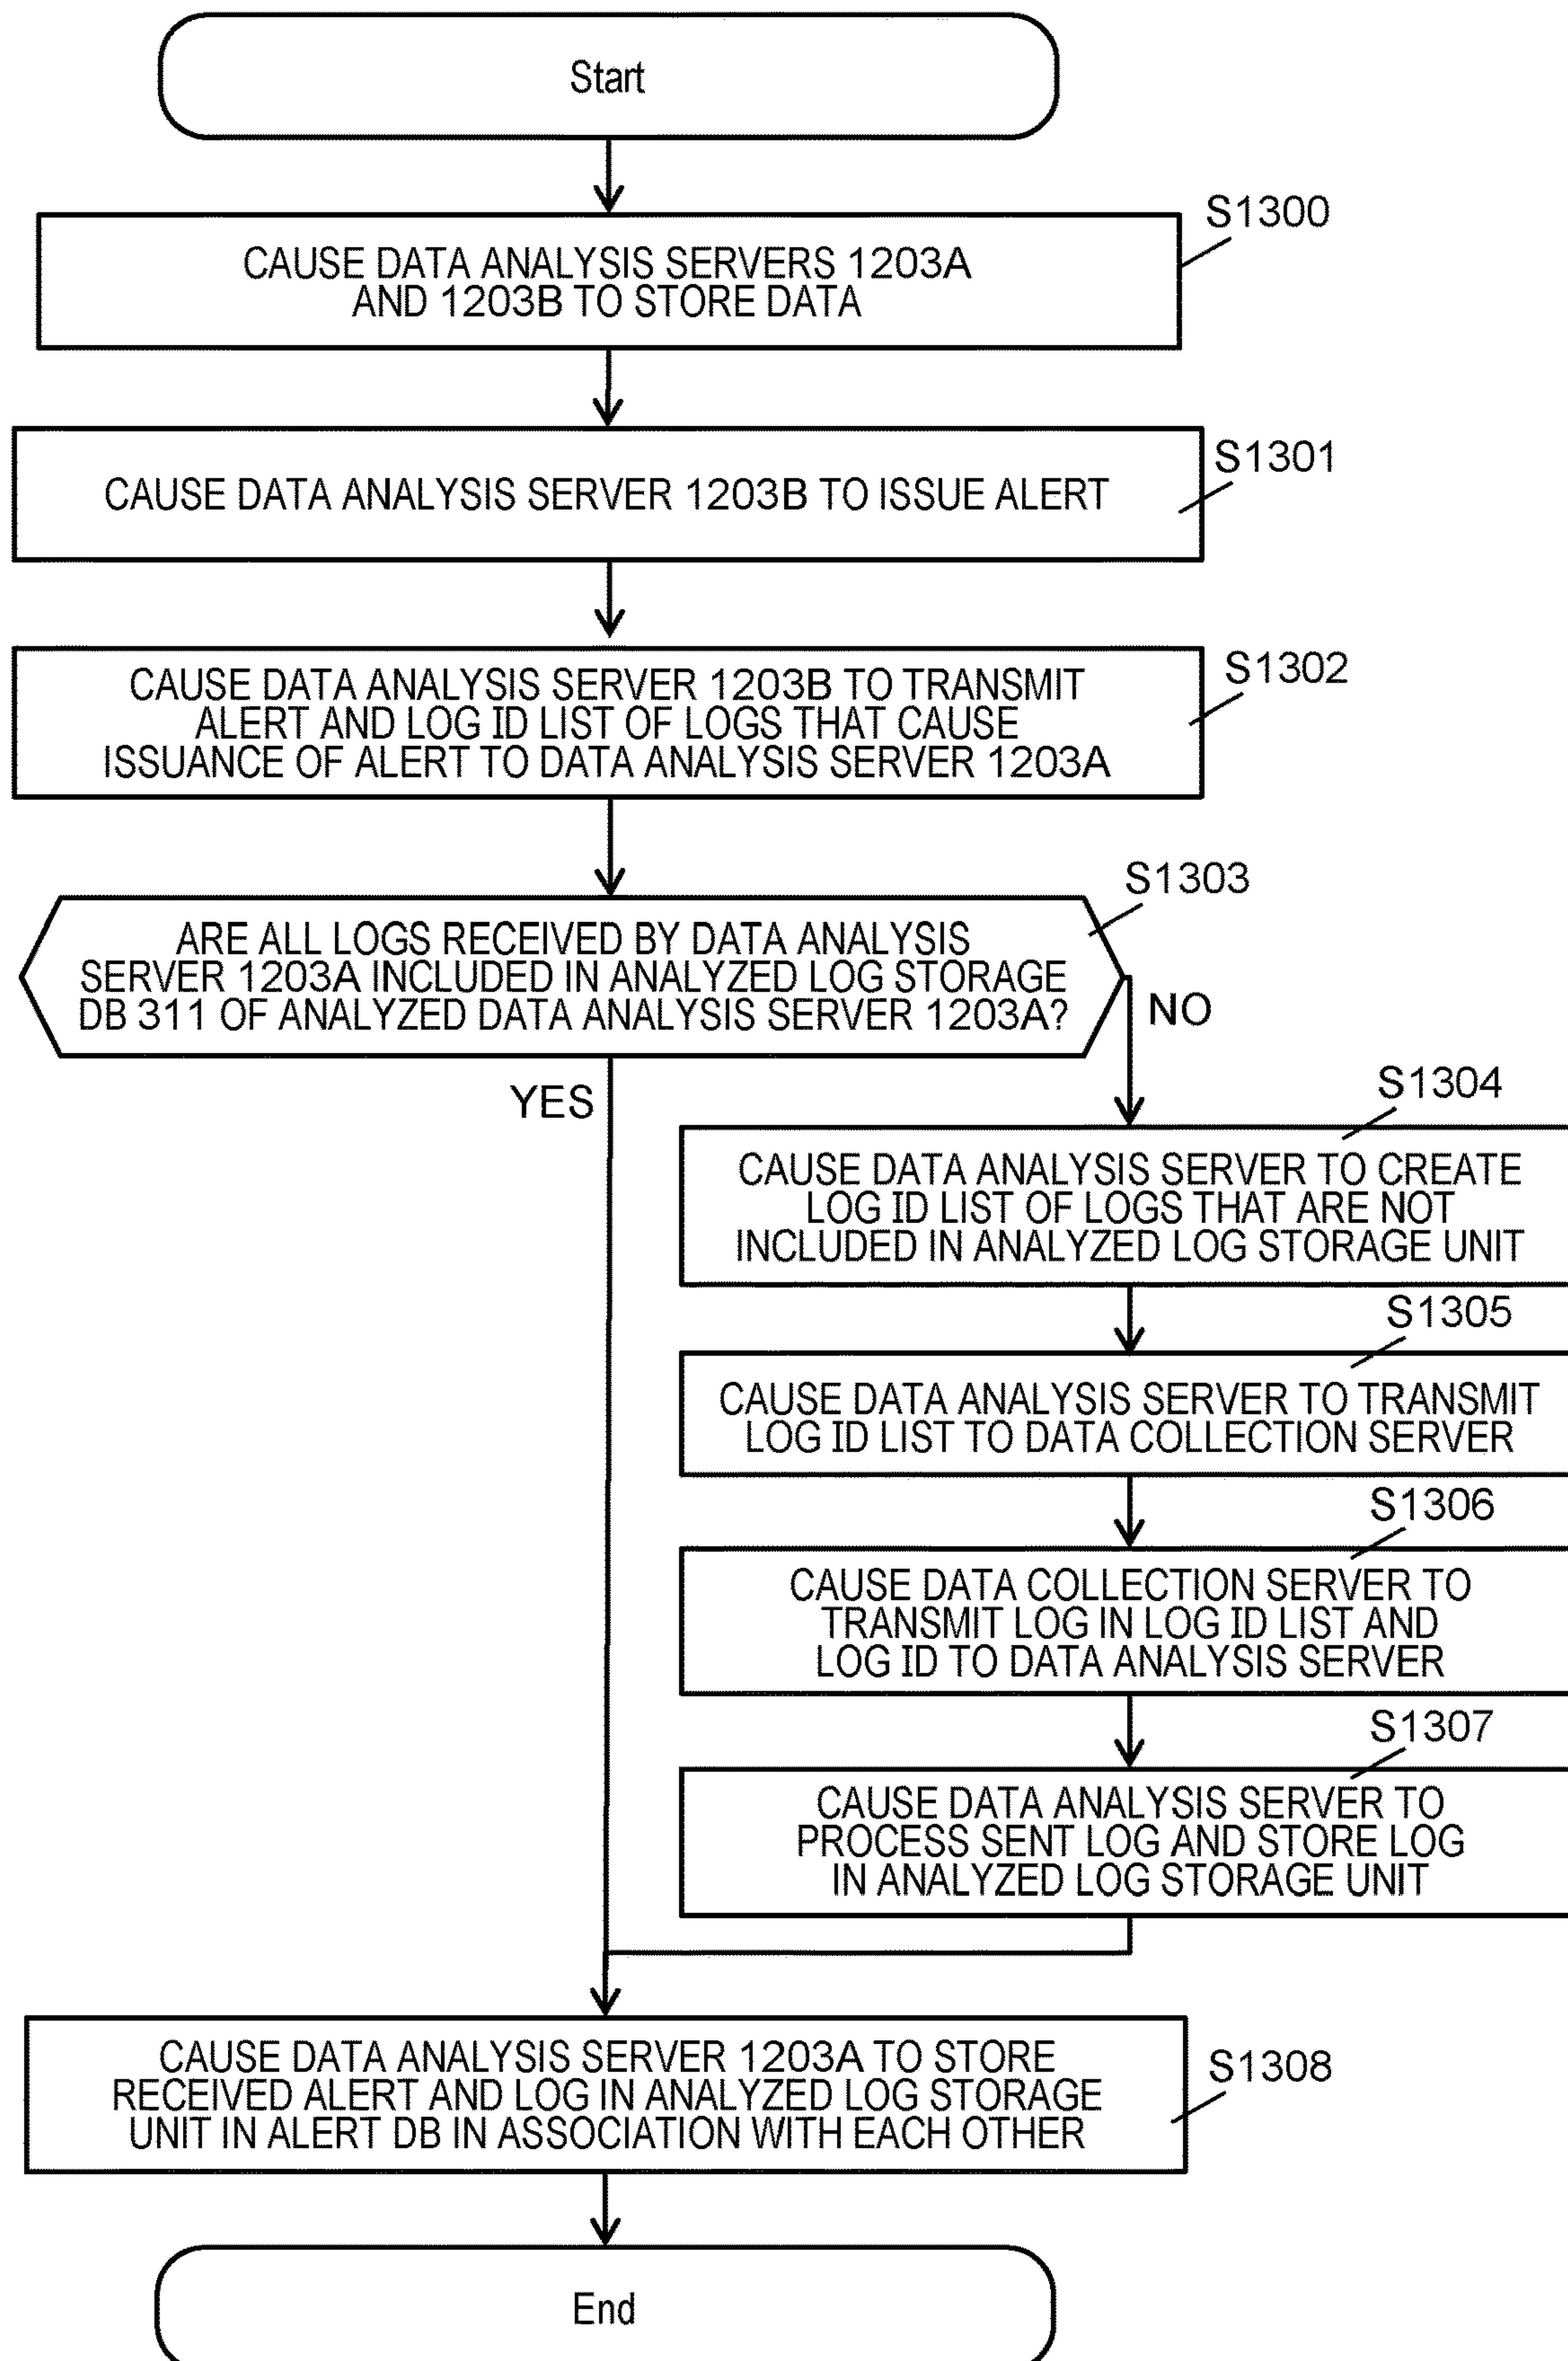 Start
S1300
CAUSE DATA ANALYSIS SERVERS 1203A
AND 1203B TO STORE DATA
S1301
CAUSE DATA ANALYSIS SERVER 1203B TO ISSUE ALERT
S1302
CAUSE DATA ANALYSIS SERVER 1203B TO TRANSMIT
ALERT AND LOG ID LIST OF LOGS THAT CAUSE
ISSUANCE OF ALERT TO DATA ANALYSIS SERVER 1203A
S1303
ARE ALL LOGS RECEIVED BY DATA ANALYSIS
SERVER 1203A INCLUDED IN ANALYZED LOG STORAGE
DB 311 OF ANALYZED DATA ANALYSIS SERVER 1203A?
NO
YES
S1304
CAUSE DATA ANALYSIS SERVER TO CREATE
LOG ID LIST OF LOGS THAT ARE NOT
INCLUDED IN ANALYZED LOG STORAGE UNIT
S1305
CAUSE DATA ANALYSIS SERVER TO TRANSMIT
LOG ID LIST TO DATA COLLECTION SERVER
S1306
CAUSE DATA COLLECTION SERVER TO
TRANSMIT LOG IN LOG ID LIST AND
LOG ID TO DATA ANALYSIS SERVER
S1307
CAUSE DATA ANALYSIS SERVER TO
PROCESS SENT LOG AND STORE LOG
IN ANALYZED LOG STORAGE UNIT
S1308
CAUSE DATA ANALYSIS SERVER 1203A TO STORE
RECEIVED ALERT AND LOG IN ANALYZED LOG STORAGE
UNIT IN ALERT DB IN ASSOCIATION WITH EACH OTHER
End